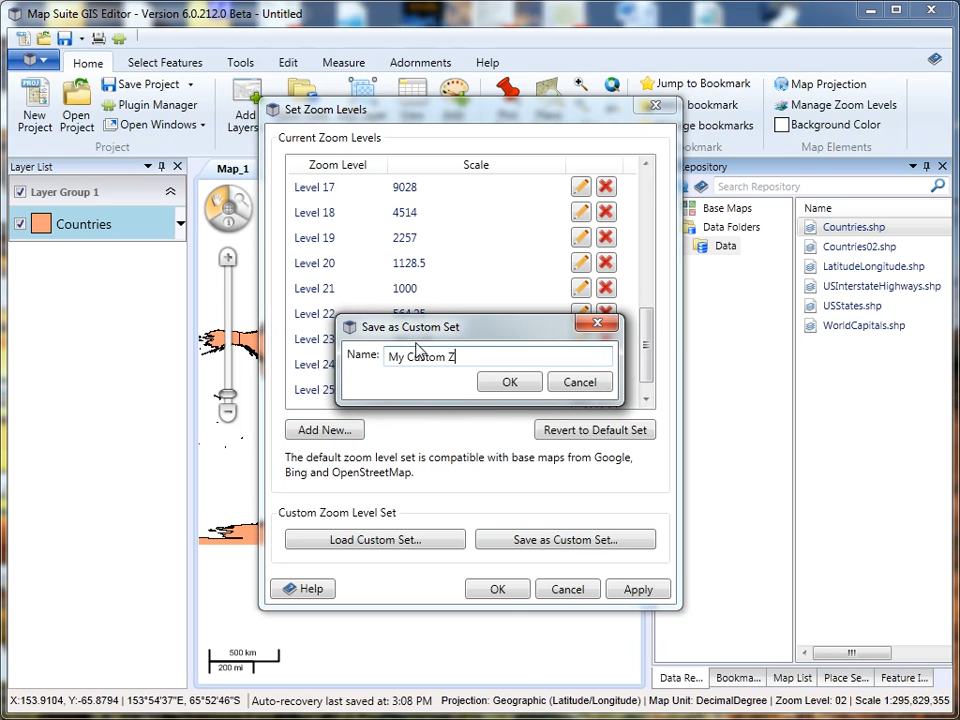 Map Suite GIS Editor - Version 6.0.212.0 Beta - Untitled
Home Select Features Tools Edit Measure Adornments Help
New Project
Open Project
Save Project
Plugin Manager
Open Windows
Project
Add Layers
Jump to Bookmark
bookmark
bookmarks
Map Projection
Manage Zoom Levels
Background Color
Map Elements
Layer List
Layer Group 1
Countries
Map_1
500 km
200 mi
Set Zoom Levels
Current Zoom Levels
Zoom Level Scale
Level 17 9028
Level 18 4514
Level 19 2257
Level 20 1128.5
Level 21 1000
Level 22 564.25
Level 23
Level 24
Level 25
Save as Custom Set
Name: My Custom Z
OK Cancel
Add New... Revert to Default Set
The default zoom level set is compatible with base maps from Google,
Bing and OpenStreetMap.
Custom Zoom Level Set
Load Custom Set... Save as Custom Set...
Help OK Cancel Apply
Repository
Search Repository
Base Maps
Data Folders
Data
Name
Countries.shp
Countries02.shp
LatitudeLongitude.shp
USInterstateHighways.shp
USStates.shp
WorldCapitals.shp
Data Re... Bookma... Map List Place Se... Feature I...
X:153.9104, Y:-65.8794 | 153°54'37"E, 65°52'46"S Auto-recovery last saved at: 3:08 PM Projection: Geographic (Latitude/Longitude) | Map Unit: DecimalDegree | Zoom Level: 02 | Scale 1:295,829,355